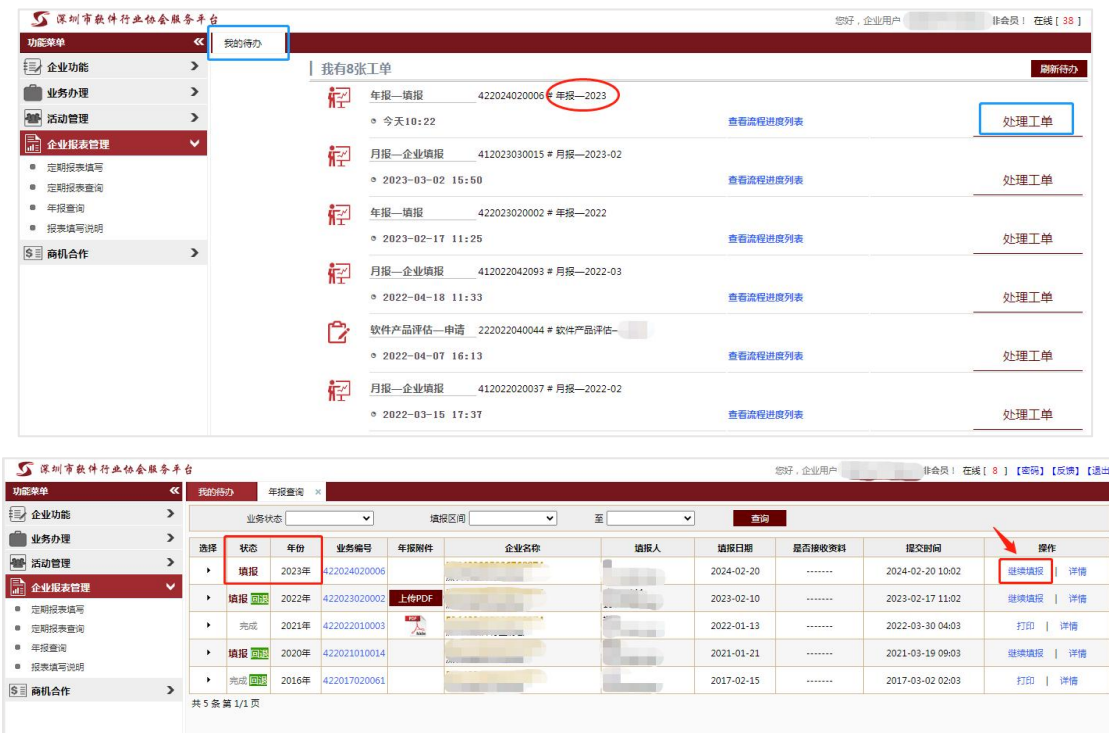 深圳市软件行业协会服务平台 您好，企业用户 非会员！ 在线 [ 38 ]
功能菜单 « 我的待办
企业功能
业务办理
活动管理
企业报表管理
定期报表填写
定期报表查询
年报查询
报表填写说明
商机合作
我有8张工单 刷新待办
年报—填报 422024020006 # 年报—2023
今天10:22 查看流程进度列表 处理工单
月报—企业填报 412023030015 # 月报—2023-02
2023-03-02 15:50 查看流程进度列表 处理工单
年报—填报 422023020002 # 年报—2022
2023-02-17 11:25 查看流程进度列表 处理工单
月报—企业填报 412022042093 # 月报—2022-03
2022-04-18 11:33 查看流程进度列表 处理工单
软件产品评估—申请 222022040044 # 软件产品评估—
2022-04-07 16:13 查看流程进度列表 处理工单
月报—企业填报 412022020037 # 月报—2022-02
2022-03-15 17:37 查看流程进度列表 处理工单
深圳市软件行业协会服务平台 您好，企业用户 非会员！ 在线 [ 8 ] 【密码】【反馈】【退出
功能菜单 « 我的待办 年报查询 ×
企业功能
业务办理
活动管理
企业报表管理
定期报表填写
定期报表查询
年报查询
报表填写说明
商机合作
业务状态 填报区间 至 查询
选择 状态 年份 业务编号 年报附件 企业名称 填报人 填报日期 是否接收资料 提交时间 操作
填报 2023年 422024020006 2024-02-20 ------- 2024-02-20 10:02 继续填报 | 详情
填报 回退 2022年 422023020002 上传PDF 2023-02-10 ------- 2023-02-17 11:02 继续填报 | 详情
完成 2021年 422022010003 PDF 2022-01-13 ------- 2022-03-30 04:03 打印 | 详情
填报 回退 2020年 422021010014 2021-01-21 ------- 2021-03-19 09:03 继续填报 | 详情
完成 回退 2016年 422017020061 2017-02-15 ------- 2017-03-02 02:03 打印 | 详情
共 5 条 第 1/1 页